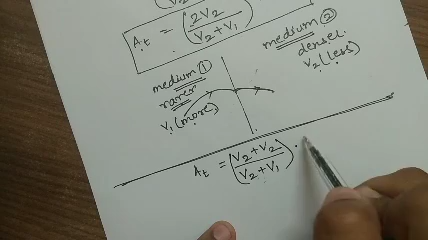 At = (2V2 / V2 + V1)
medium ① medium ②
rarer denser
V1 (more) V2 (less)
At = (V2 + V2 / V2 + V1) .